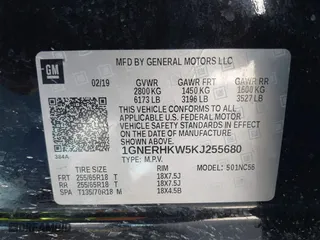 GM
MFD BY GENERAL MOTORS LLC
02/19 GVWR GAWR FRT GAWR RR
2800 KG 1450 KG 1600 KG
6173 LB 3196 LB 3527 LB
THIS VEHICLE CONFORMS TO ALL
APPLICABLE U.S. FEDERAL MOTOR
VEHICLE SAFETY STANDARDS IN EFFECT
ON THE DATE OF MANUFACTURE SHOWN ABOVE.
1GNERHKW5KJ255680
TYPE: M.P.V. 501NC56
TIRE SIZE RIM
FRT 255/65R18 T 18X7.5J
RR 255/65R18 T 18X7.5J
SPA T135/70R18 M 18X4.5B